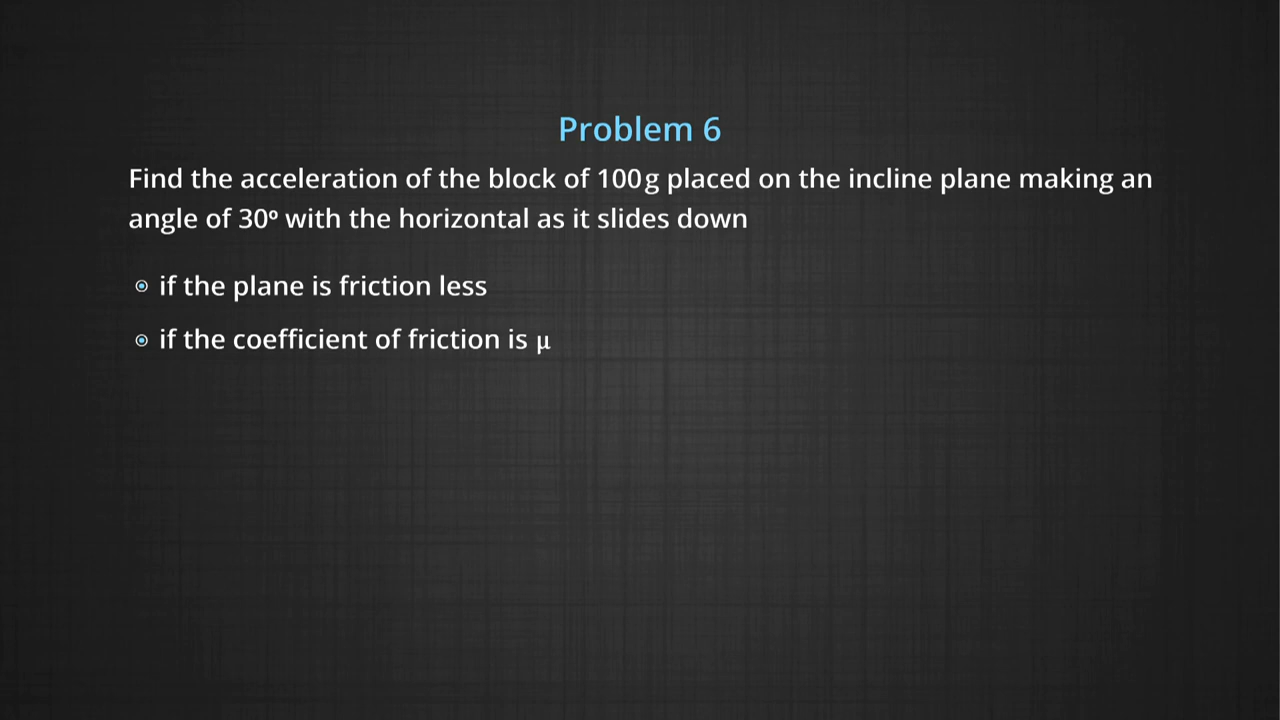 Problem 6
Find the acceleration of the block of 100g placed on the incline plane making an
angle of 30º with the horizontal as it slides down
if the plane is friction less
if the coefficient of friction is μ